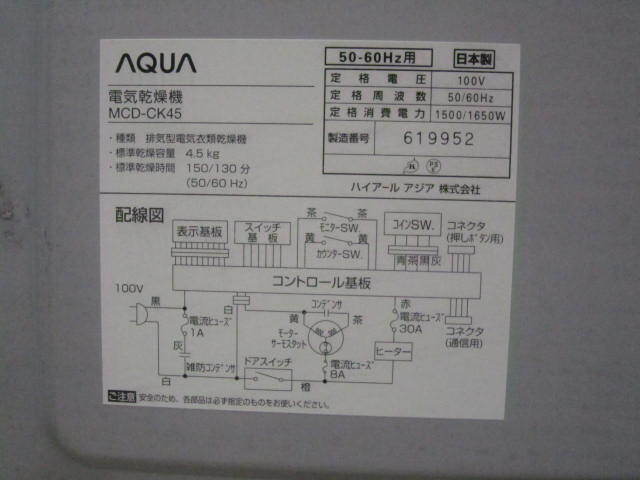 AQUA
電気乾燥機
MCD-CK45
・種類 排気型電気衣類乾燥機
・標準乾燥容量 4.5 kg
・標準乾燥時間 150/130 分
(50/60 Hz)
50-60Hz用
日本製
定格電圧 100V
定格周波数 50/60Hz
定格消費電力 1500/1650W
製造番号 619952
ハイアール アジア 株式会社
配線図
表示基板
スイッチ
基板
茶
モニターSW.
茶
黄
カウンターSW.
黄
コインSW.
青茶黒灰
コネクタ
(押しボタン用)
コントロール基板
100V
黒
白
電流ヒューズ
1A
灰
雑防コンデンサ
白
コンデンサ
黄
茶
モーター
サーモスタット
ドアスイッチ
橙
電流ヒューズ
8A
赤
電流ヒューズ
30A
ヒーター
コネクタ
(通信用)
ご注意 安全のため、各部品は必ず指定のものをお使いください。